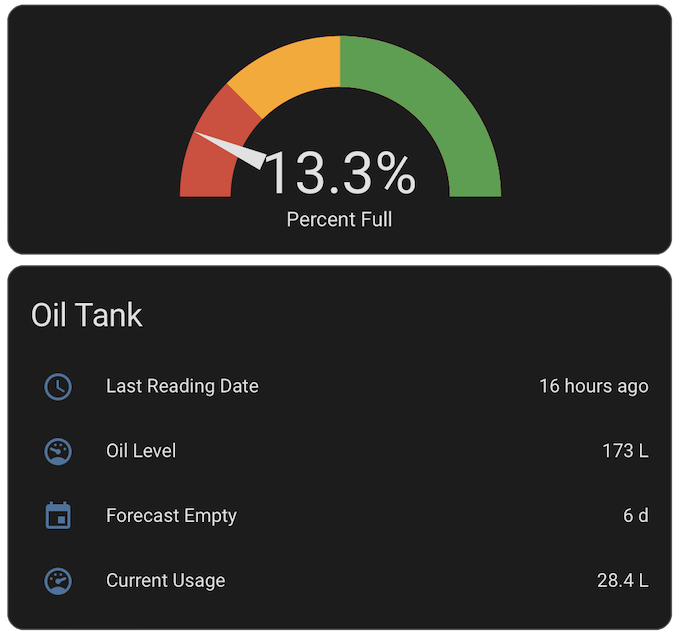 13.3%
Percent Full
Oil Tank
Last Reading Date 16 hours ago
Oil Level 173 L
Forecast Empty 6 d
Current Usage 28.4 L